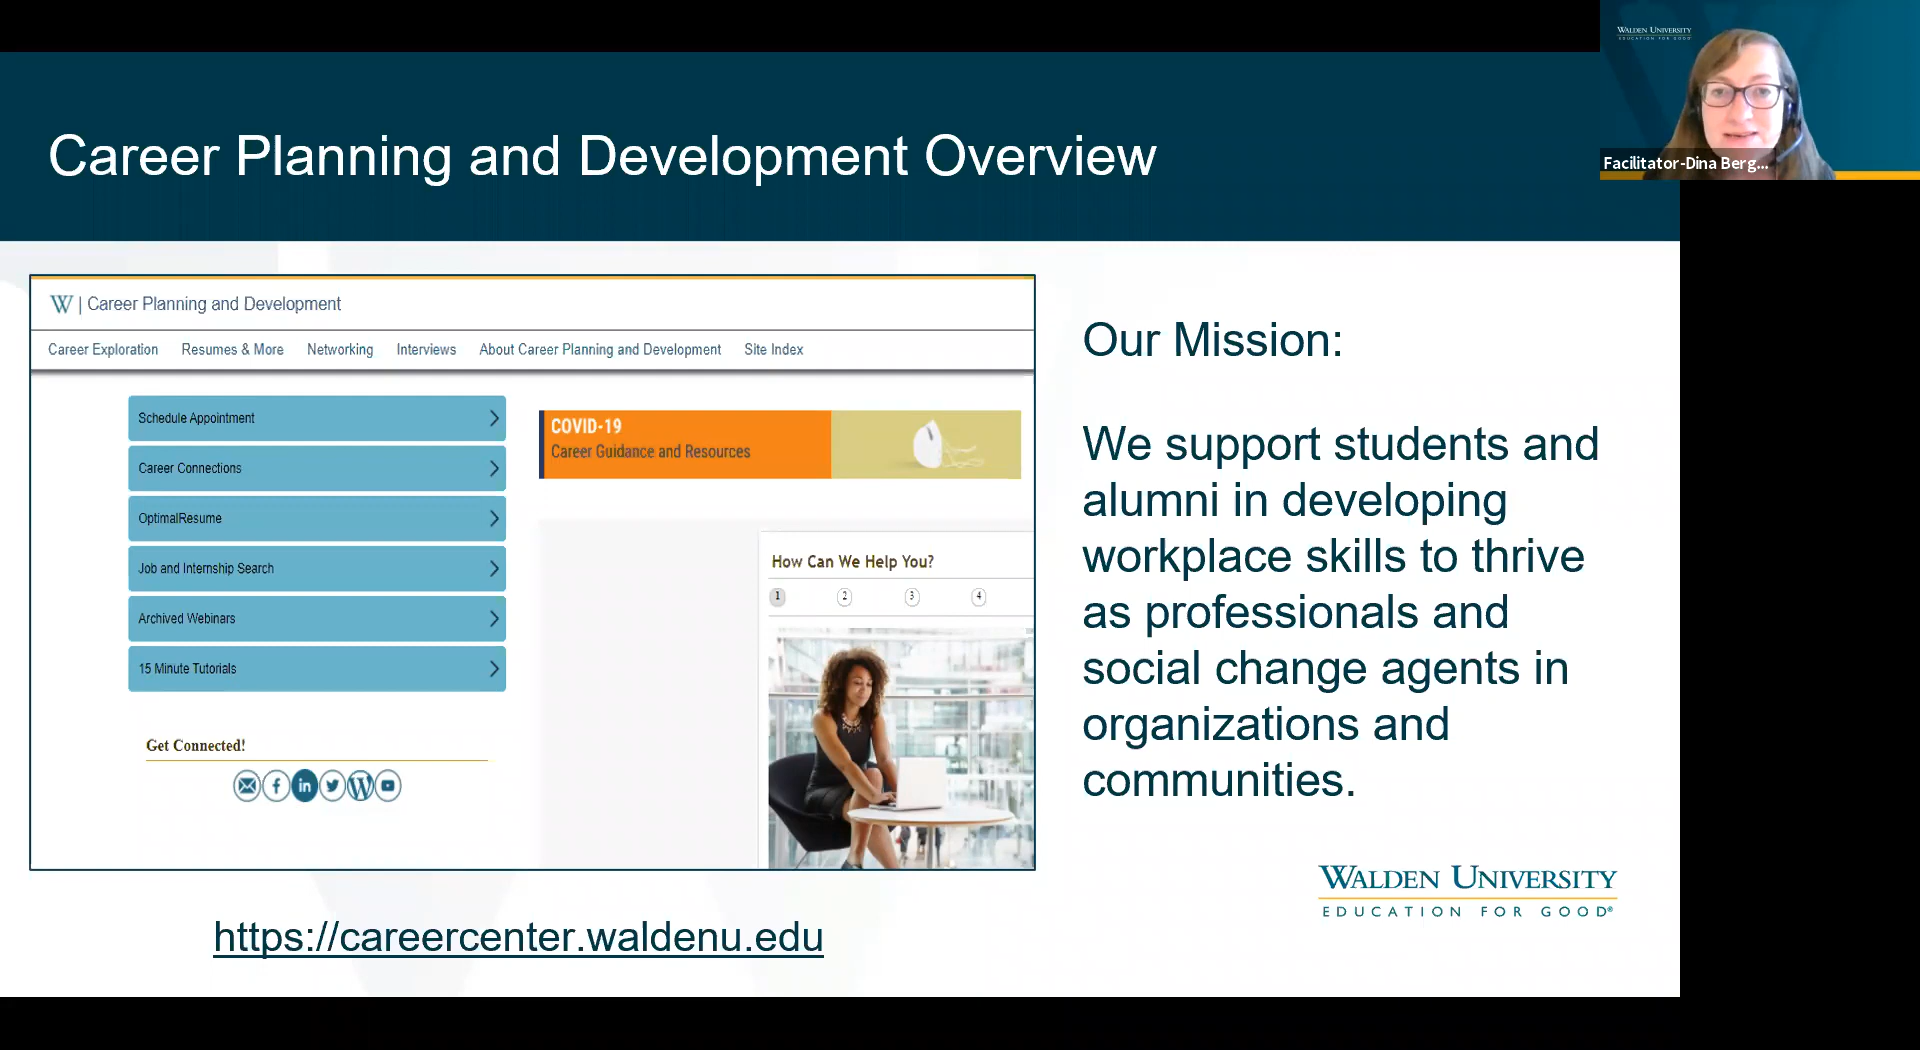 WALDEN UNIVERSITY
EDUCATION FOR GOOD
Facilitator-Dina Berg...
Career Planning and Development Overview
W | Career Planning and Development
Career Exploration Resumes & More Networking Interviews About Career Planning and Development Site Index
Schedule Appointment
Career Connections
OptimalResume
Job and Internship Search
Archived Webinars
15 Minute Tutorials
Get Connected!
COVID-19
Career Guidance and Resources
How Can We Help You?
1 2 3 4
https://careercenter.waldenu.edu
Our Mission:
We support students and
alumni in developing
workplace skills to thrive
as professionals and
social change agents in
organizations and
communities.
WALDEN UNIVERSITY
EDUCATION FOR GOOD®